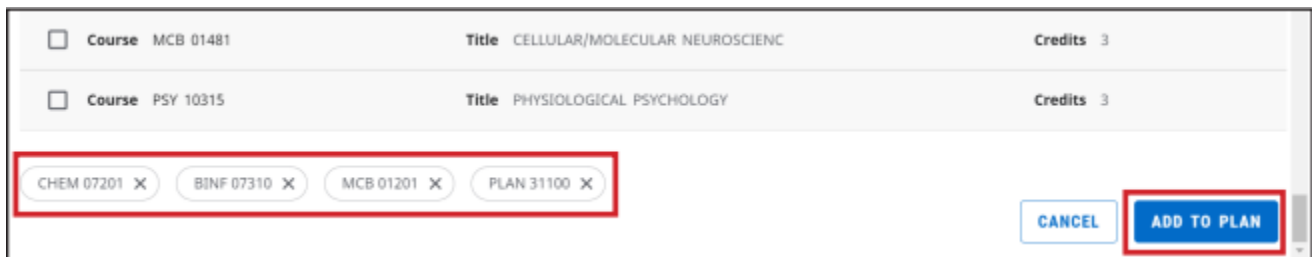 Course MCB 01481 Title CELLULAR/MOLECULAR NEUROSCIENC Credits 3
Course PSY 10315 Title PHYSIOLOGICAL PSYCHOLOGY Credits 3
CHEM 07201 BINF 07310 MCB 01201 PLAN 31100
CANCEL ADD TO PLAN